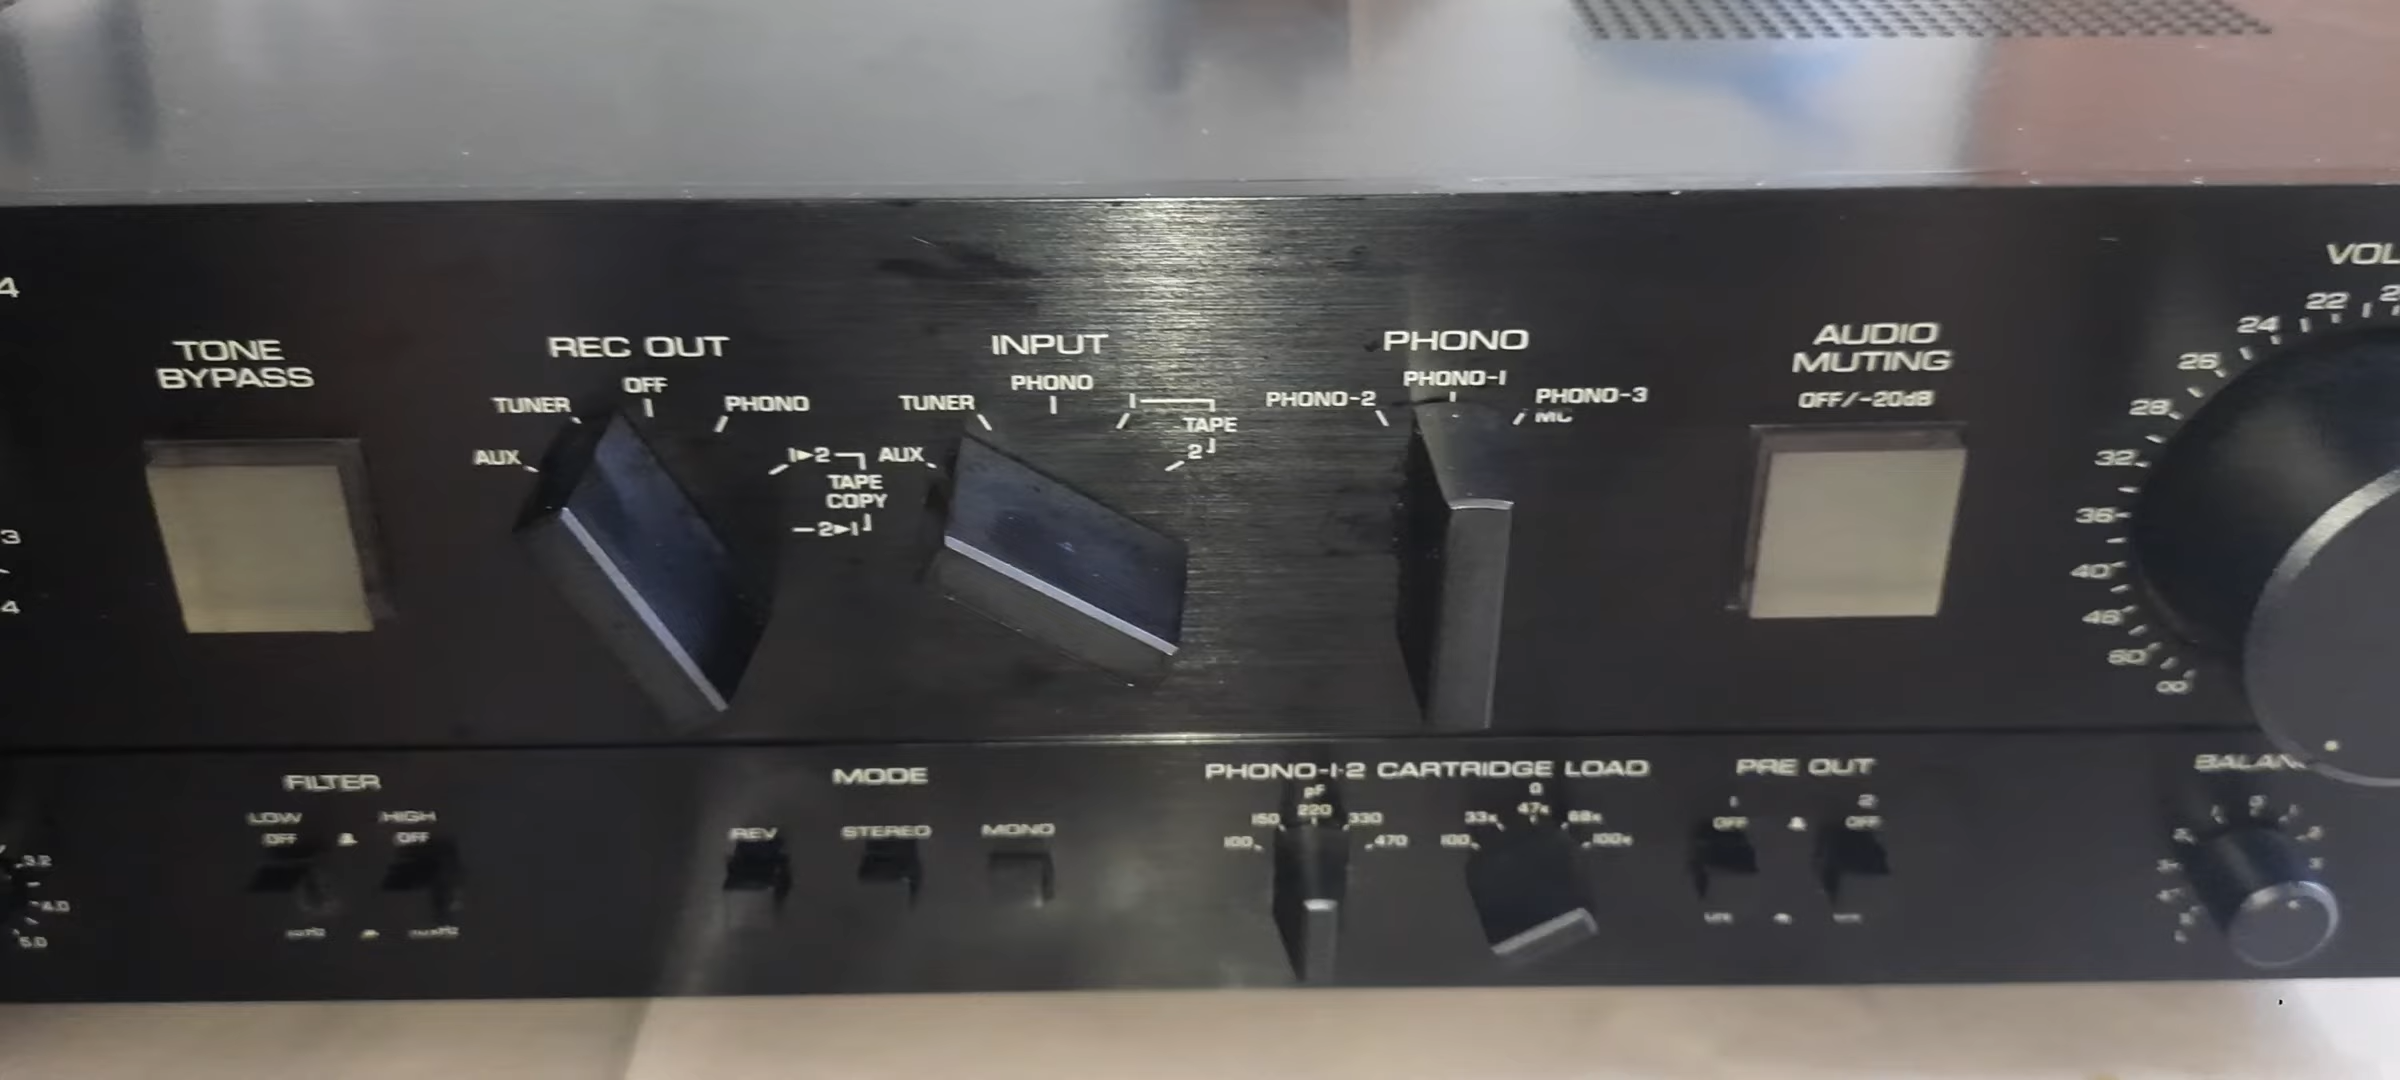 4
TONE
BYPASS
REC OUT
OFF
TUNER
PHONO
AUX
1▶2
TAPE
COPY
2▶1
INPUT
PHONO
TUNER
1
TAPE
AUX
2
PHONO
PHONO-1
PHONO-2
PHONO-3
MC
AUDIO
MUTING
OFF/-20dB
VOL
22
24
26
28
32
36
40
46
60
∞
3
4
FILTER
LOW
HIGH
OFF
OFF
3.2
4.0
5.0
MODE
REV
STEREO
MONO
PHONO-1·2 CARTRIDGE LOAD
pF
220
150
330
100
470
Ω
47k
33k
68k
100
100k
PRE OUT
1
2
OFF
OFF
BALAN